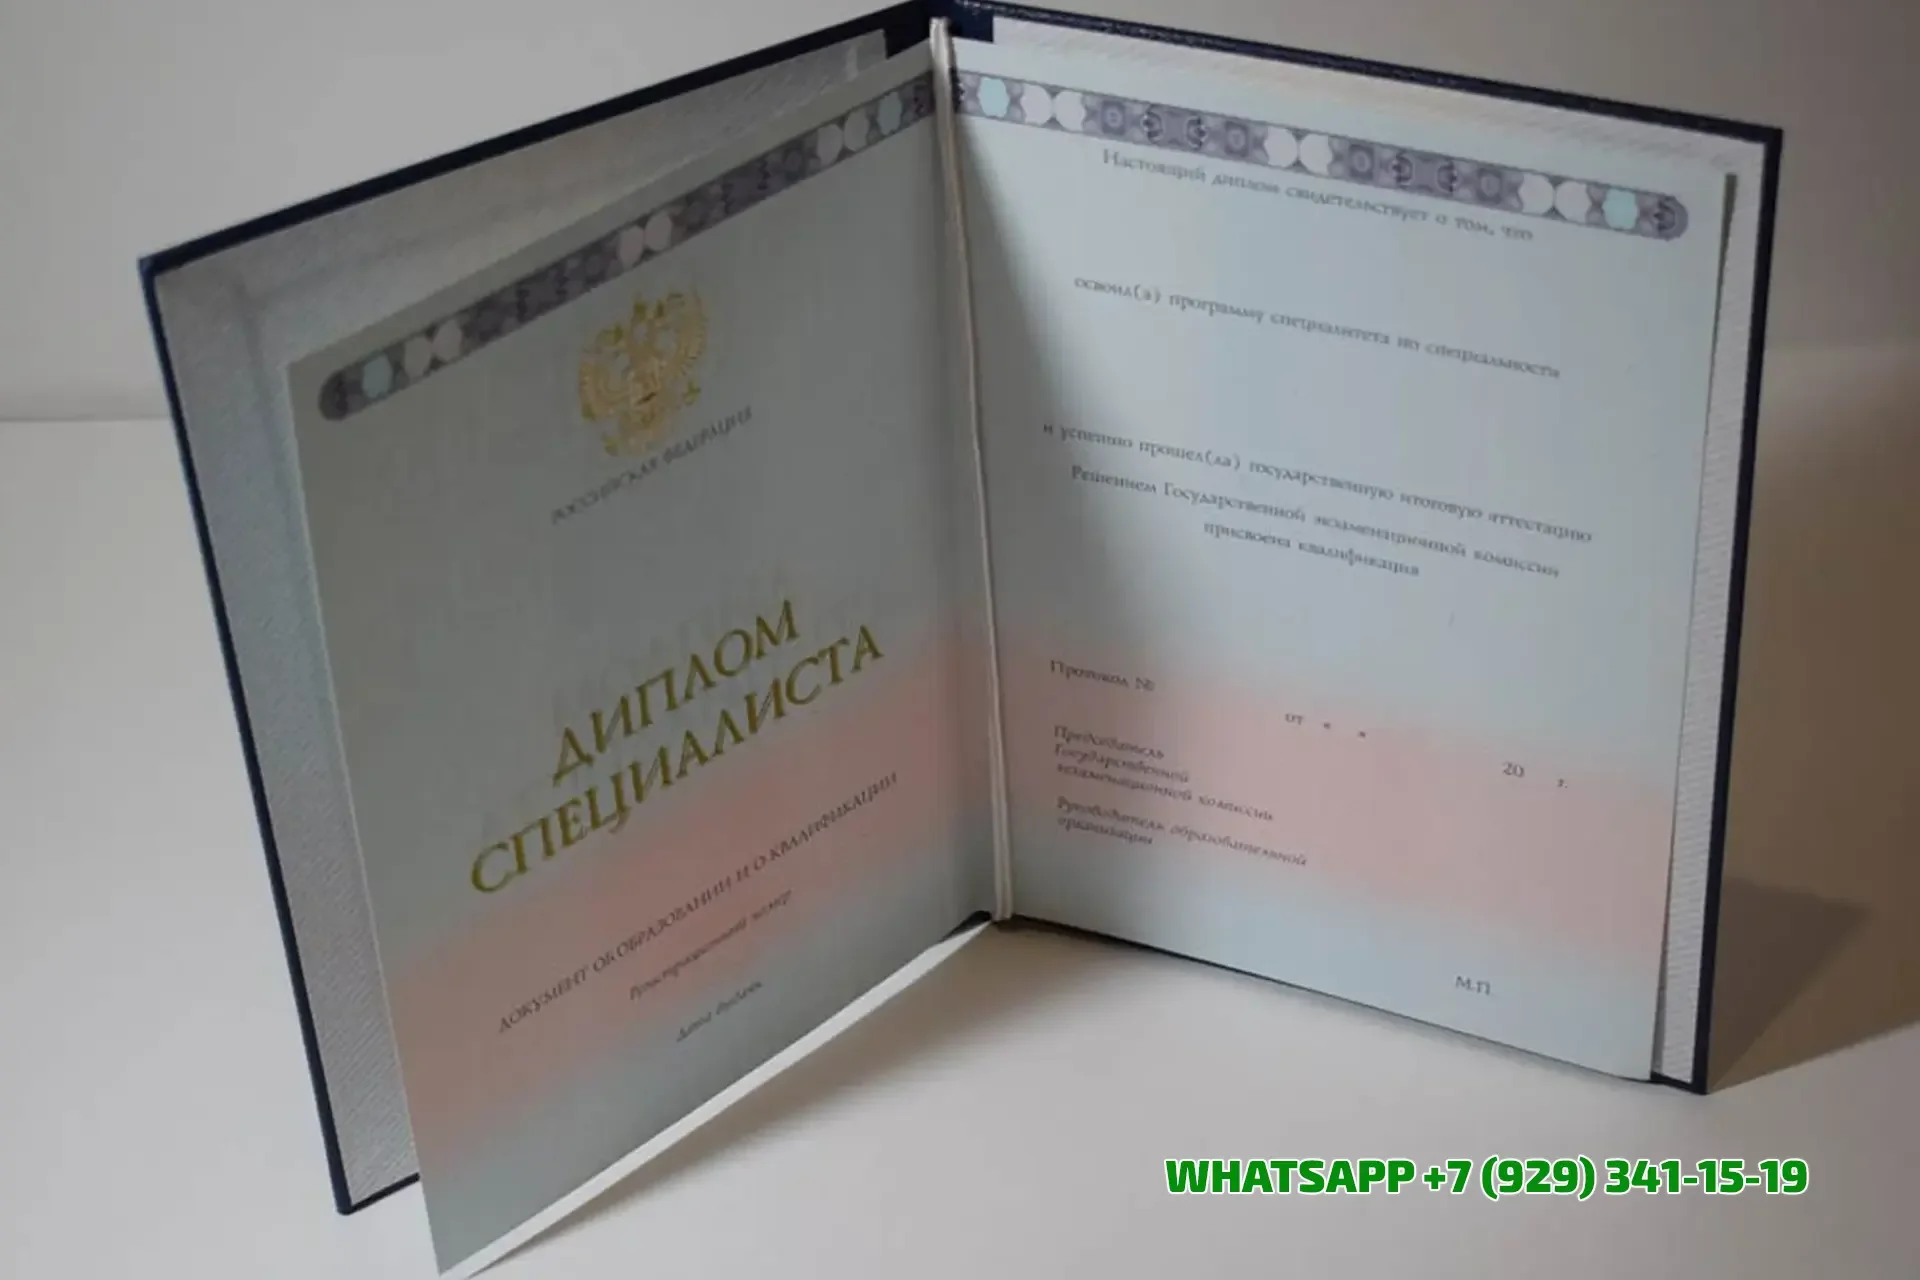 РОССИЙСКАЯ ФЕДЕРАЦИЯ
ДИПЛОМ
СПЕЦИАЛИСТА
ДОКУМЕНТ ОБ ОБРАЗОВАНИИ И О КВАЛИФИКАЦИИ
Регистрационный номер
Дата выдачи
Настоящий диплом свидетельствует о том, что
освоил(а) программу специалитета по специальности
и успешно прошел(ла) государственную итоговую аттестацию
Решением Государственной экзаменационной комиссии
присвоена квалификация
Протокол №
от « » 20 г.
Председатель
Государственной
экзаменационной комиссии
Руководитель образовательной
организации
М.П.
WHATSAPP +7 (929) 341-15-19